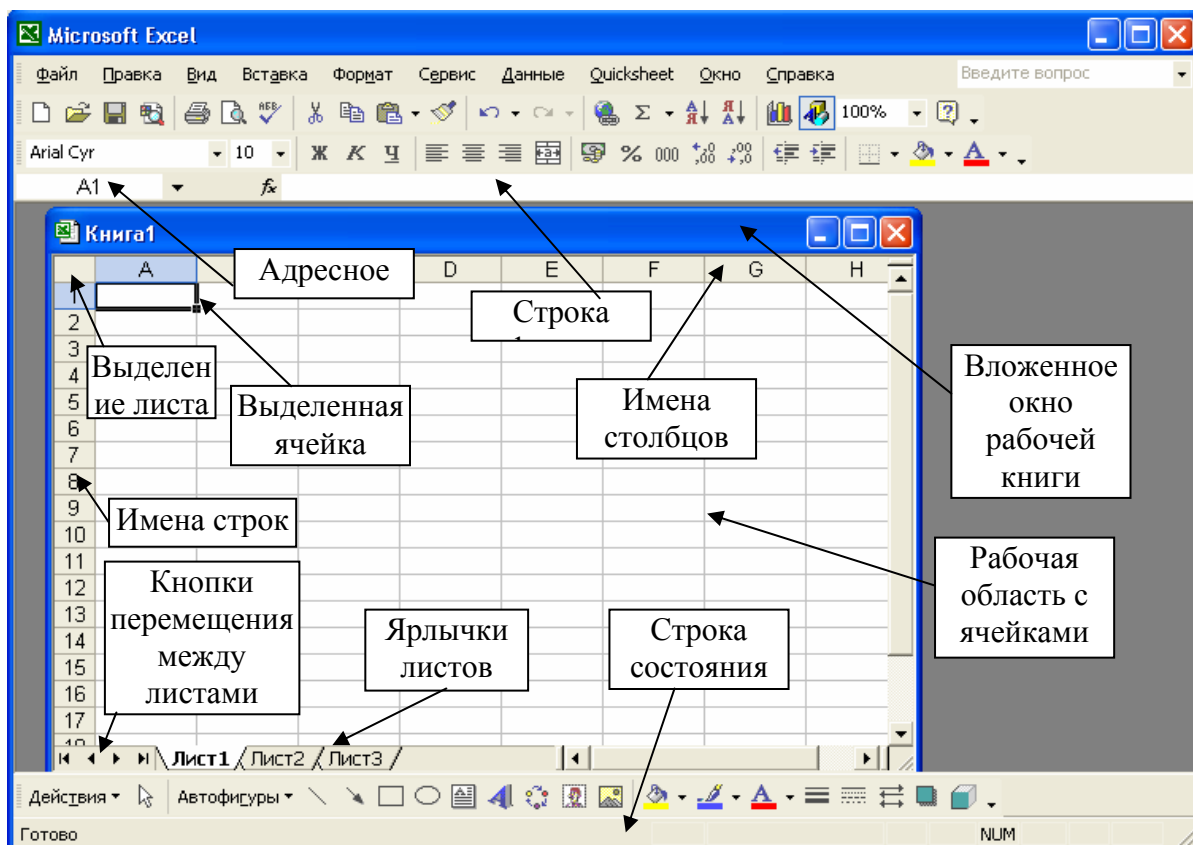 Microsoft Excel
Файл Правка Вид Вставка Формат Сервис Данные Quicksheet Окно Справка Введите вопрос
100%
Arial Cyr 10 Ж К Ч % 000
A1 fx
Книга1
A D E F G H
Адресное
Строка
1
2
3
4
5
6
7
8
9
10
11
12
13
14
15
16
17
Выделен
ие листа
Выделенная
ячейка
Имена
столбцов
Вложенное
окно
рабочей
книги
Имена строк
Рабочая
область с
ячейками
Кнопки
перемещения
между
листами
Ярлычки
листов
Строка
состояния
Лист1 Лист2 Лист3
Действия Автофигуры
Готово NUM